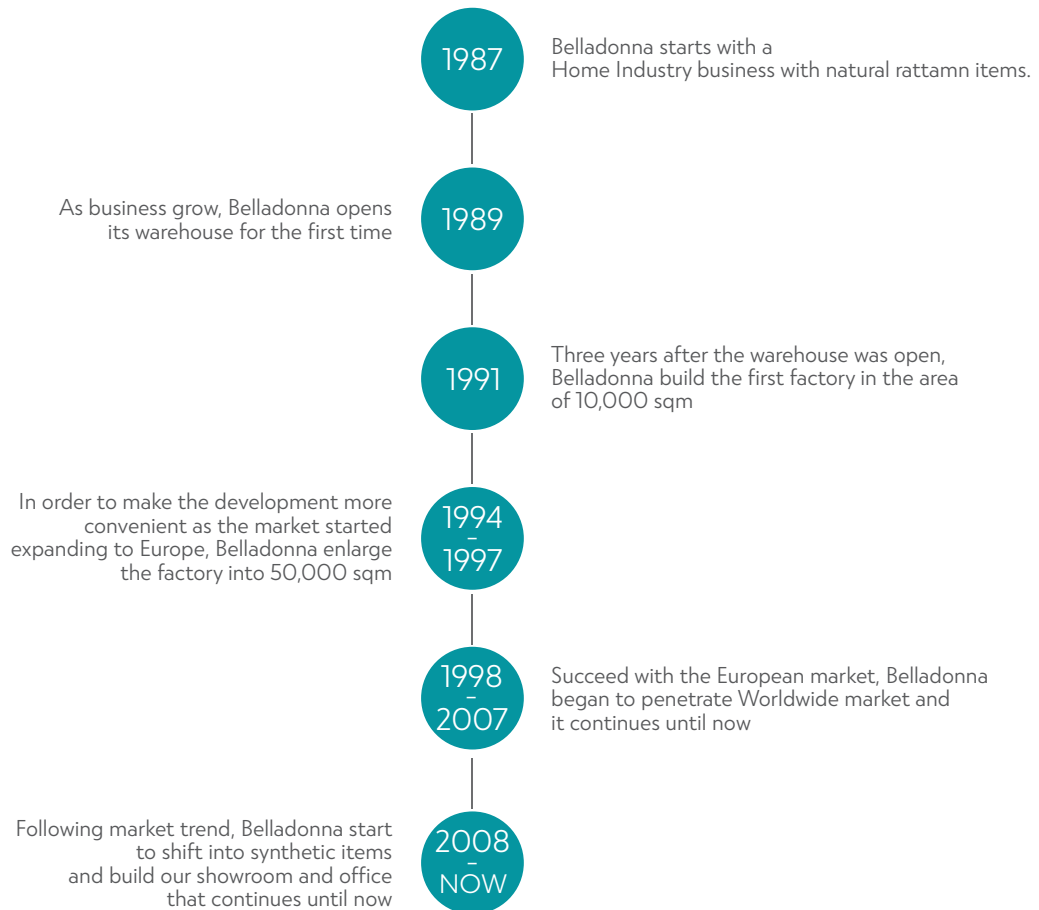 1987
Belladonna starts with a
Home Industry business with natural rattamn items.
As business grow, Belladonna opens
its warehouse for the first time
1989
1991
Three years after the warehouse was open,
Belladonna build the first factory in the area
of 10,000 sqm
In order to make the development more
convenient as the market started
expanding to Europe, Belladonna enlarge
the factory into 50,000 sqm
1994
–
1997
1998
–
2007
Succeed with the European market, Belladonna
began to penetrate Worldwide market and
it continues until now
Following market trend, Belladonna start
to shift into synthetic items
and build our showroom and office
that continues until now
2008
–
NOW